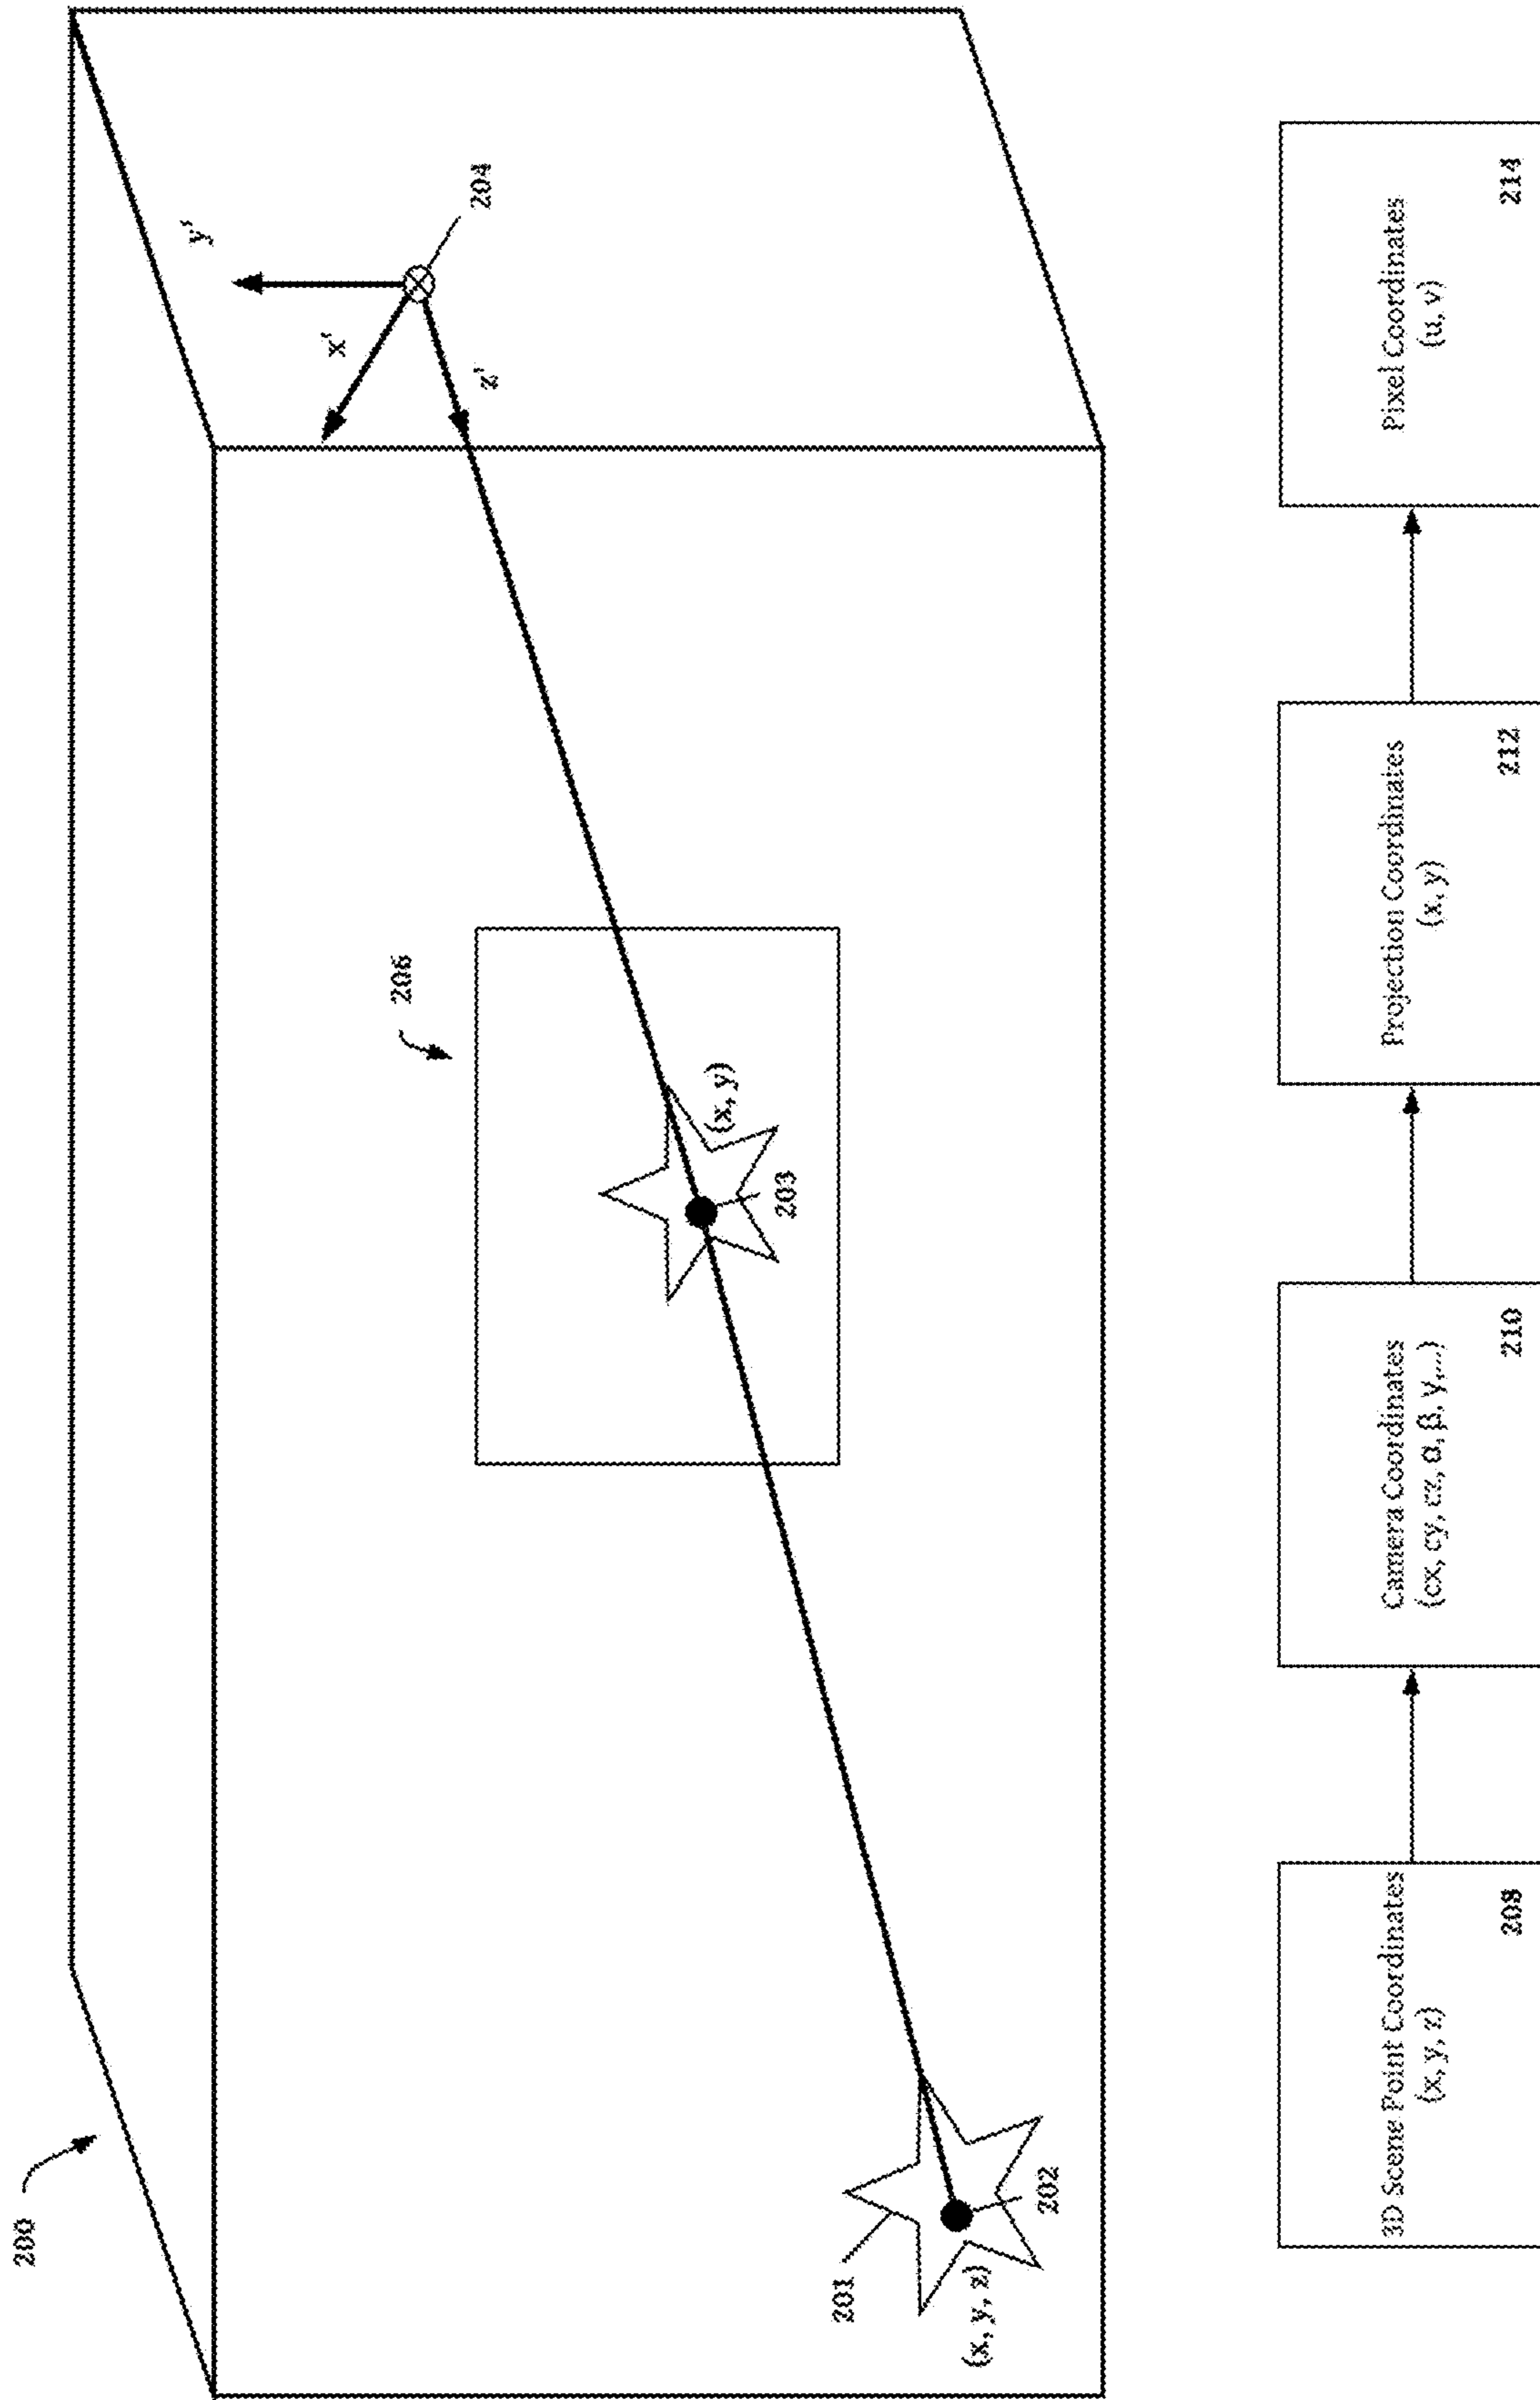 200
y'
x'
z'
204
206
(x, y)
203
201
(x, y, z)
202
3D Scene Point Coordinates
(x, y, z)
208
Camera Coordinates
(cx, cy, cz, α, β, γ,...)
210
Projection Coordinates
(x, y)
212
Pixel Coordinates
(u, v)
214